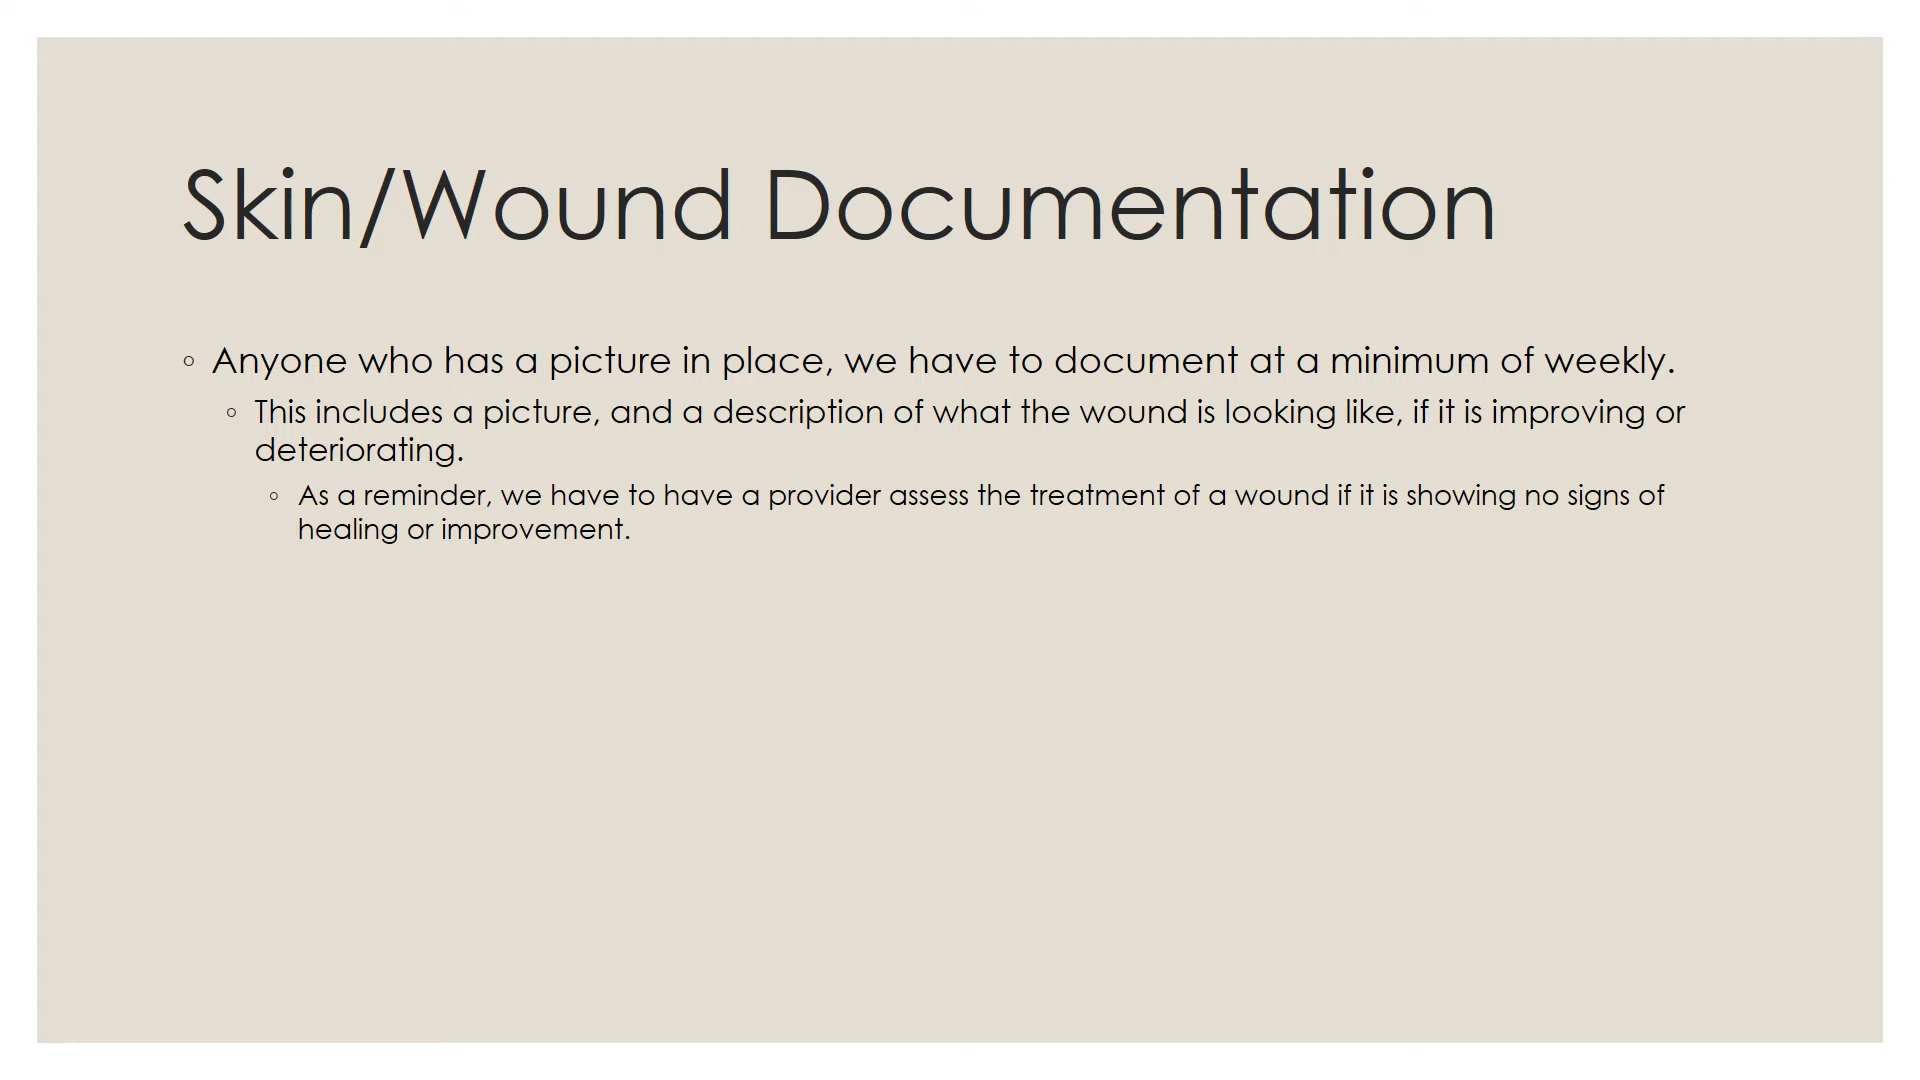 Skin/Wound Documentation
◦ Anyone who has a picture in place, we have to document at a minimum of weekly.
◦ This includes a picture, and a description of what the wound is looking like, if it is improving or
deteriorating.
◦ As a reminder, we have to have a provider assess the treatment of a wound if it is showing no signs of
healing or improvement.